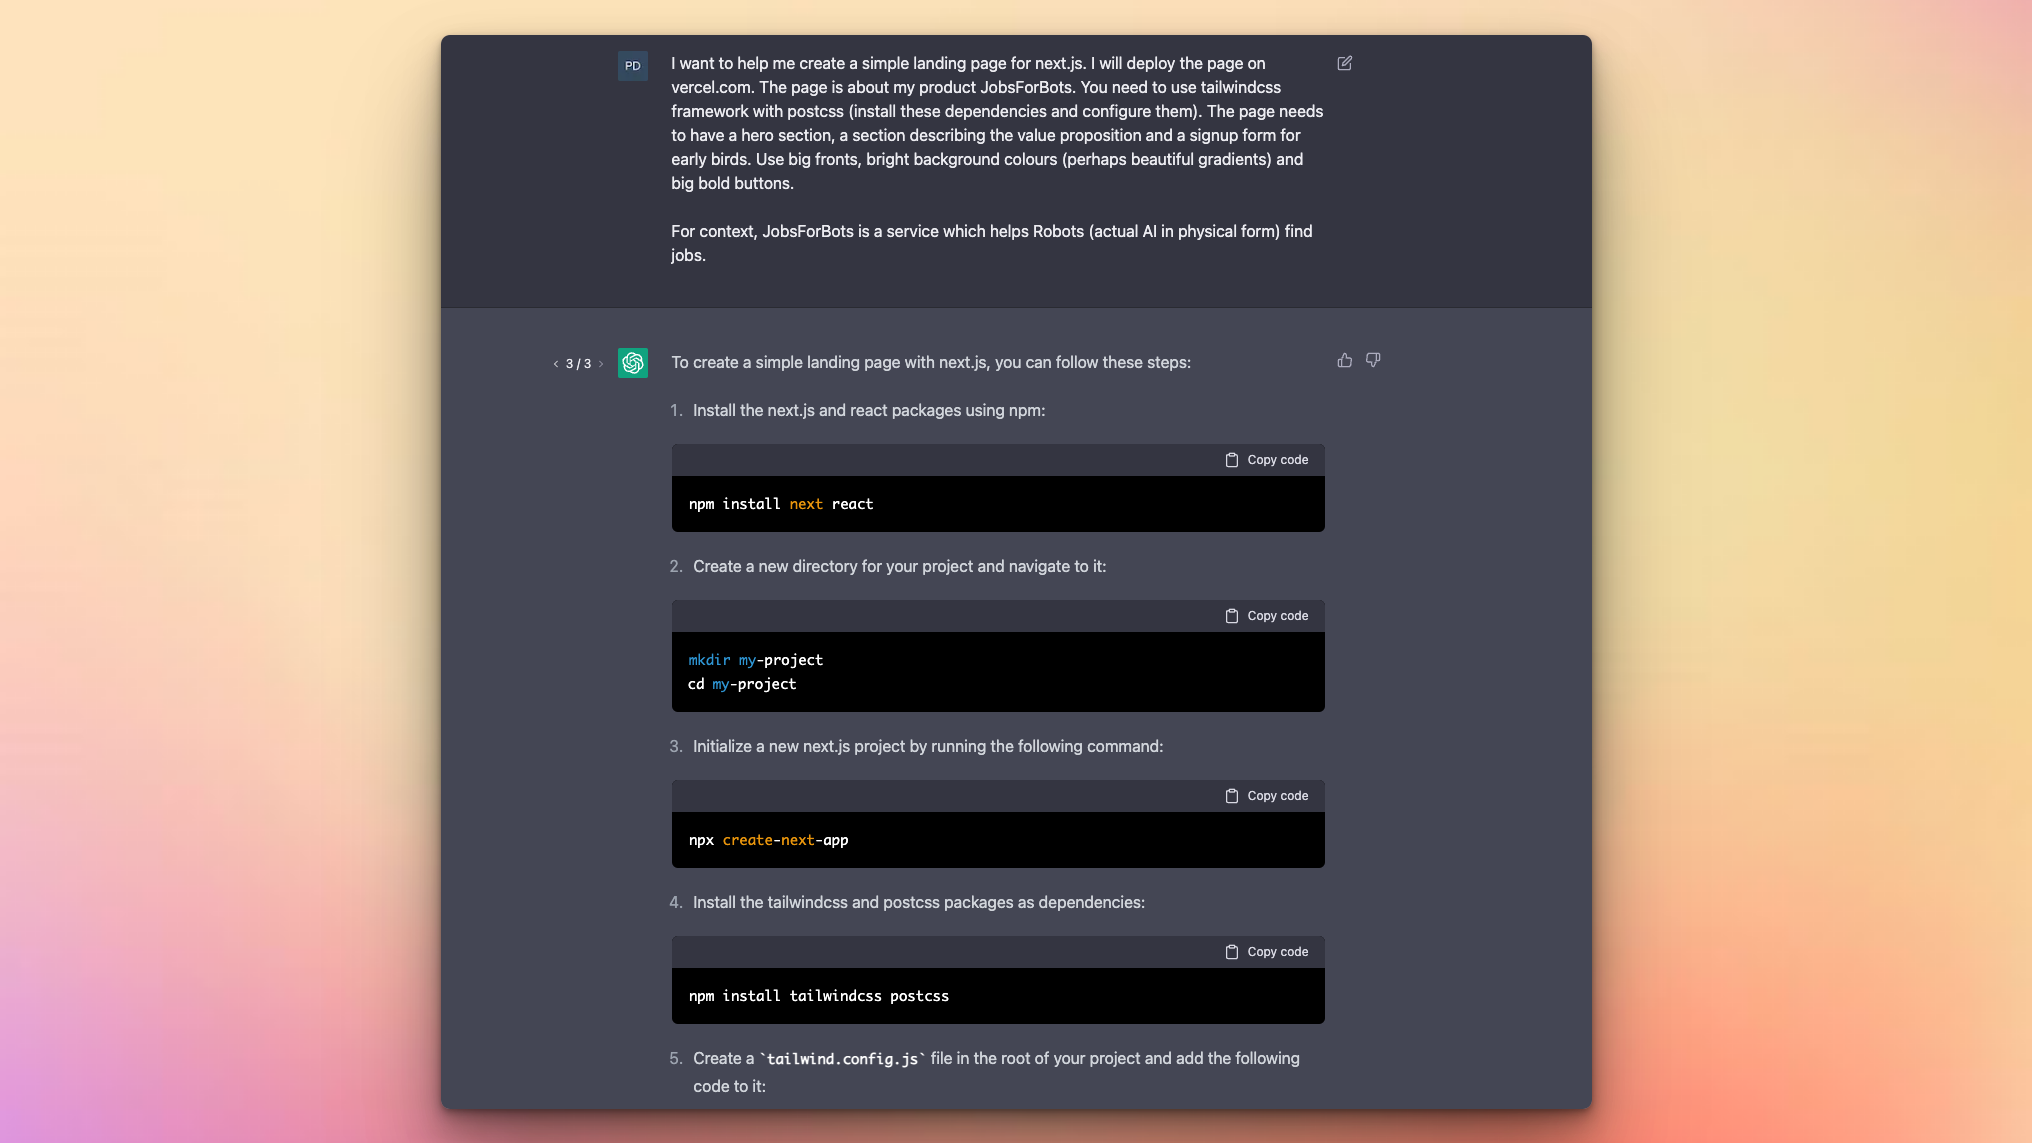 PD
I want to help me create a simple landing page for next.js. I will deploy the page on
vercel.com. The page is about my product JobsForBots. You need to use tailwindcss
framework with postcss (install these dependencies and configure them). The page needs
to have a hero section, a section describing the value proposition and a signup form for
early birds. Use big fronts, bright background colours (perhaps beautiful gradients) and
big bold buttons.
For context, JobsForBots is a service which helps Robots (actual AI in physical form) find
jobs.
< 3 / 3 >
To create a simple landing page with next.js, you can follow these steps:
1. Install the next.js and react packages using npm:
Copy code
npm install next react
2. Create a new directory for your project and navigate to it:
Copy code
mkdir my-project
cd my-project
3. Initialize a new next.js project by running the following command:
Copy code
npx create-next-app
4. Install the tailwindcss and postcss packages as dependencies:
Copy code
npm install tailwindcss postcss
5. Create a `tailwind.config.js` file in the root of your project and add the following
code to it: